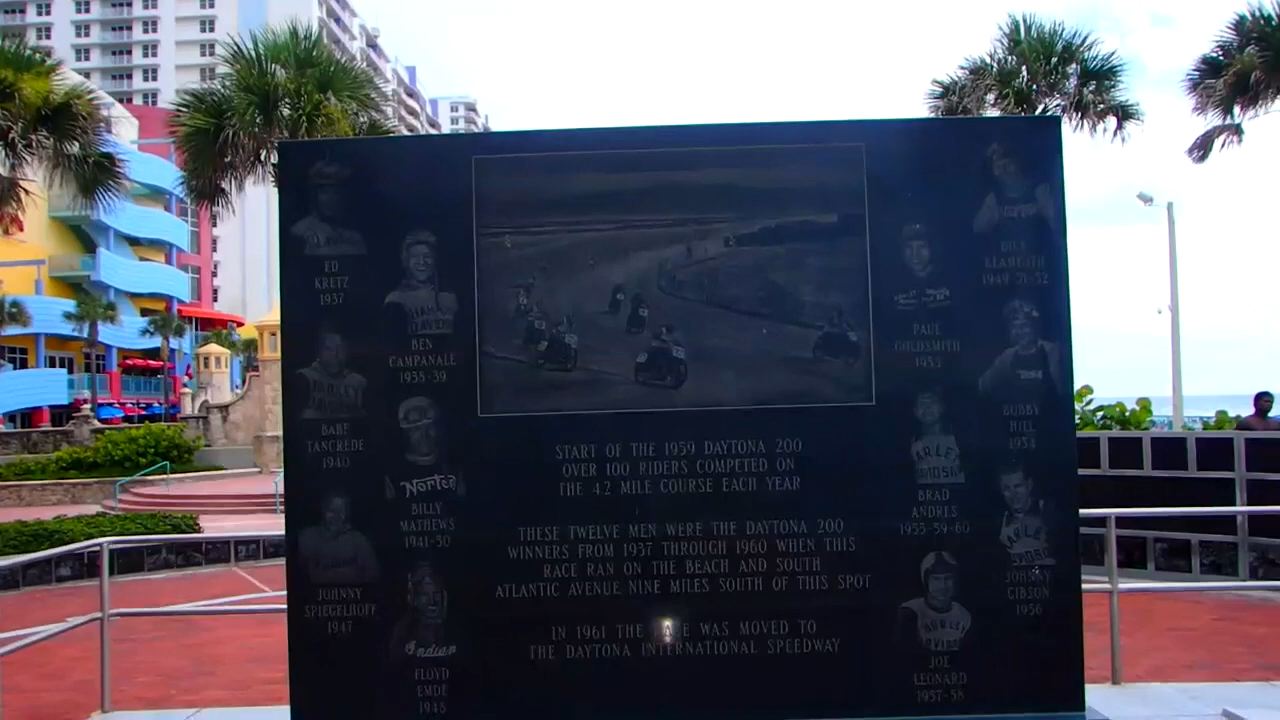 ED
KRETZ
1937
BEN
CAMPANALE
1938-39
BABE
TANCREDE
1940
Norton
BILLY
MATHEWS
1941-50
JOHNNY
SPIEGELHOFF
1947
Indian
FLOYD
EMDE
1948
START OF THE 1959 DAYTONA 200
OVER 100 RIDERS COMPETED ON
THE 4.2 MILE COURSE EACH YEAR
THESE TWELVE MEN WERE THE DAYTONA 200
WINNERS FROM 1937 THROUGH 1960 WHEN THIS
RACE RAN ON THE BEACH AND SOUTH
ATLANTIC AVENUE NINE MILES SOUTH OF THIS SPOT
IN 1961 THE RACE WAS MOVED TO
THE DAYTONA INTERNATIONAL SPEEDWAY
DICK
KLAMFOTH
1949-51-52
PAUL
GOLDSMITH
1953
BOBBY
HILL
1954
BRAD
ANDRES
1955-59-60
JOHNNY
GIBSON
1956
JOE
LEONARD
1957-58